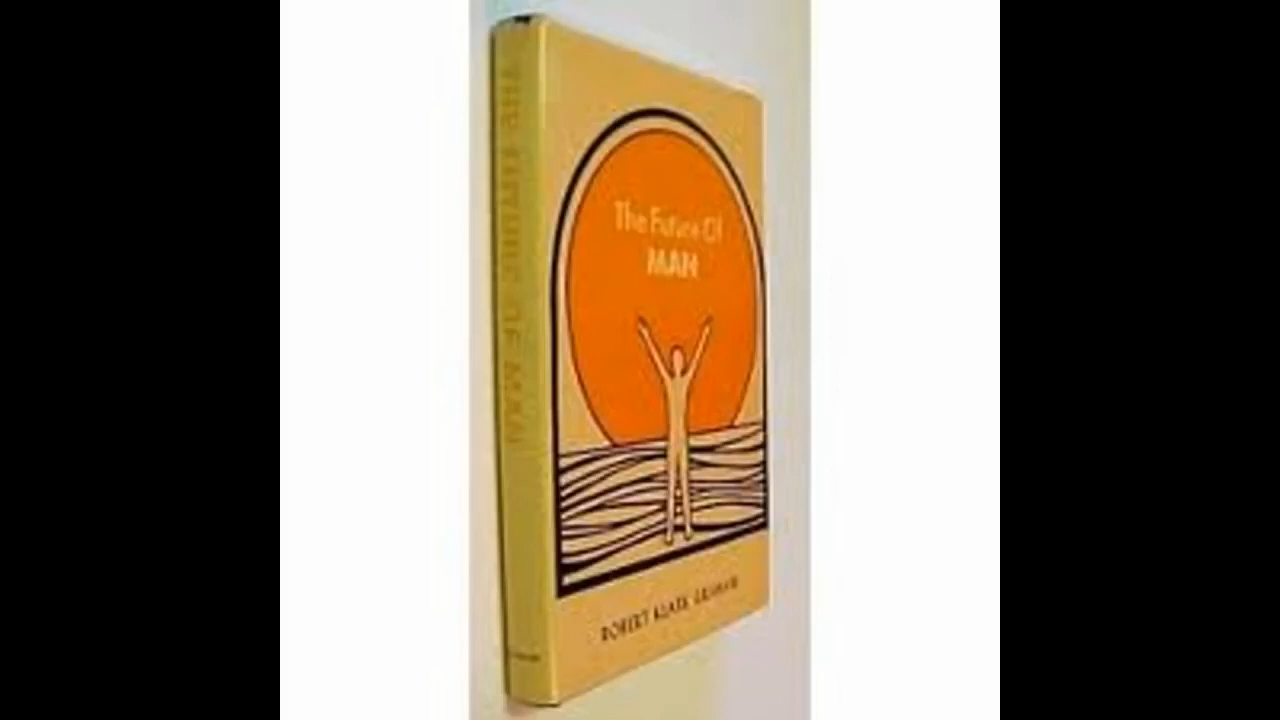 THE FUTURE OF MAN
The Future Of
MAN
ROBERT KLARK GRAHAM